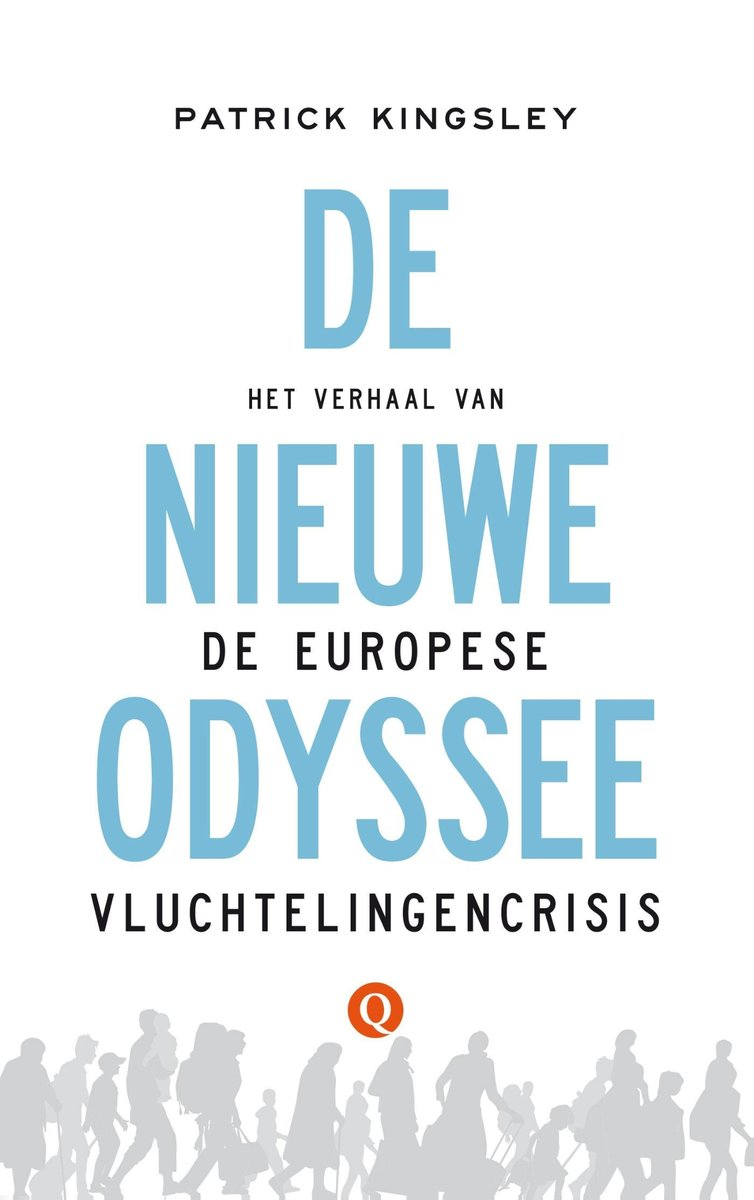 PATRICK KINGSLEY
DE
HET VERHAAL VAN
NIEUWE
DE EUROPESE
ODYSSEE
VLUCHTELINGENCRISIS
Q